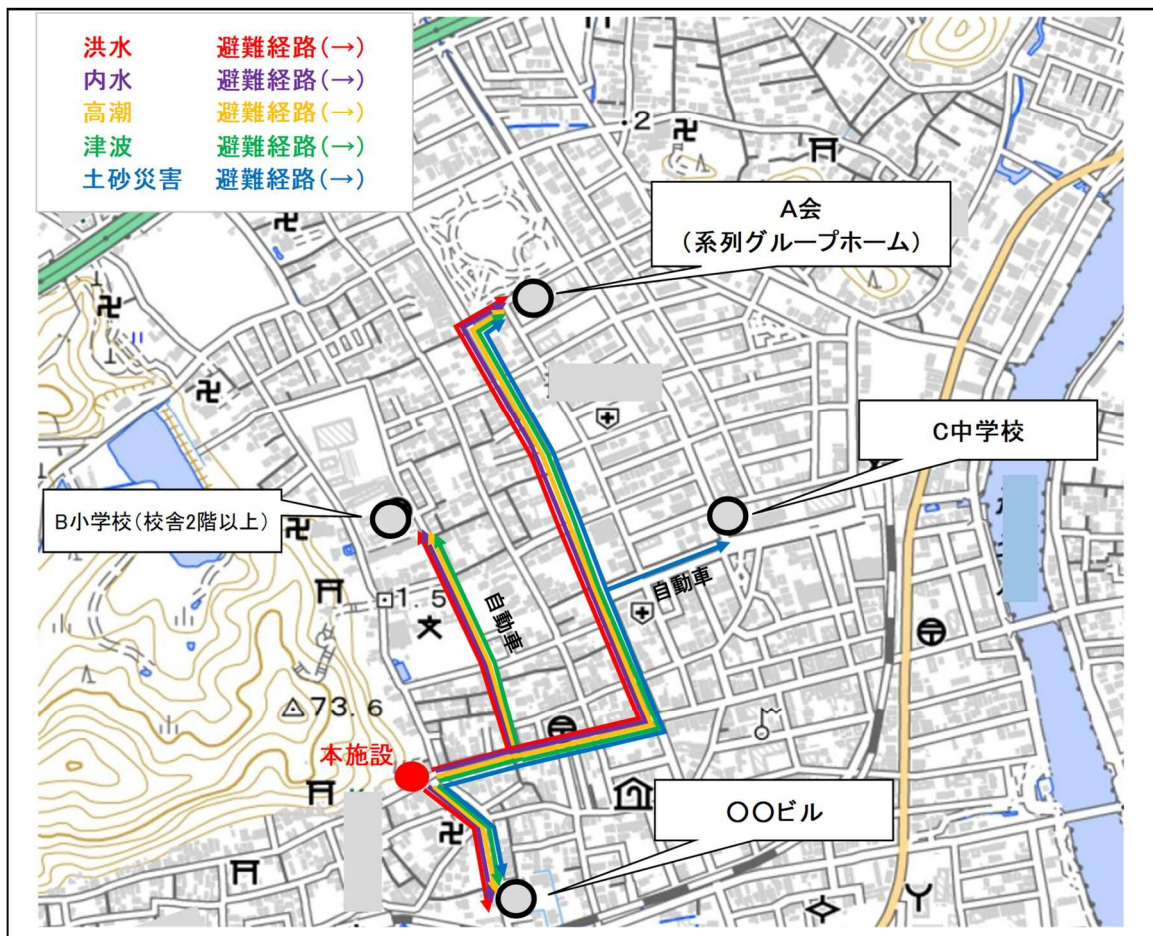 洪水 避難経路(→)
内水 避難経路(→)
高潮 避難経路(→)
津波 避難経路(→)
土砂災害 避難経路(→)
・2
A会
(系列グループホーム)
C中学校
B小学校(校舎2階以上)
自動車
1.5
自動車
73.6
本施設
〇〇ビル